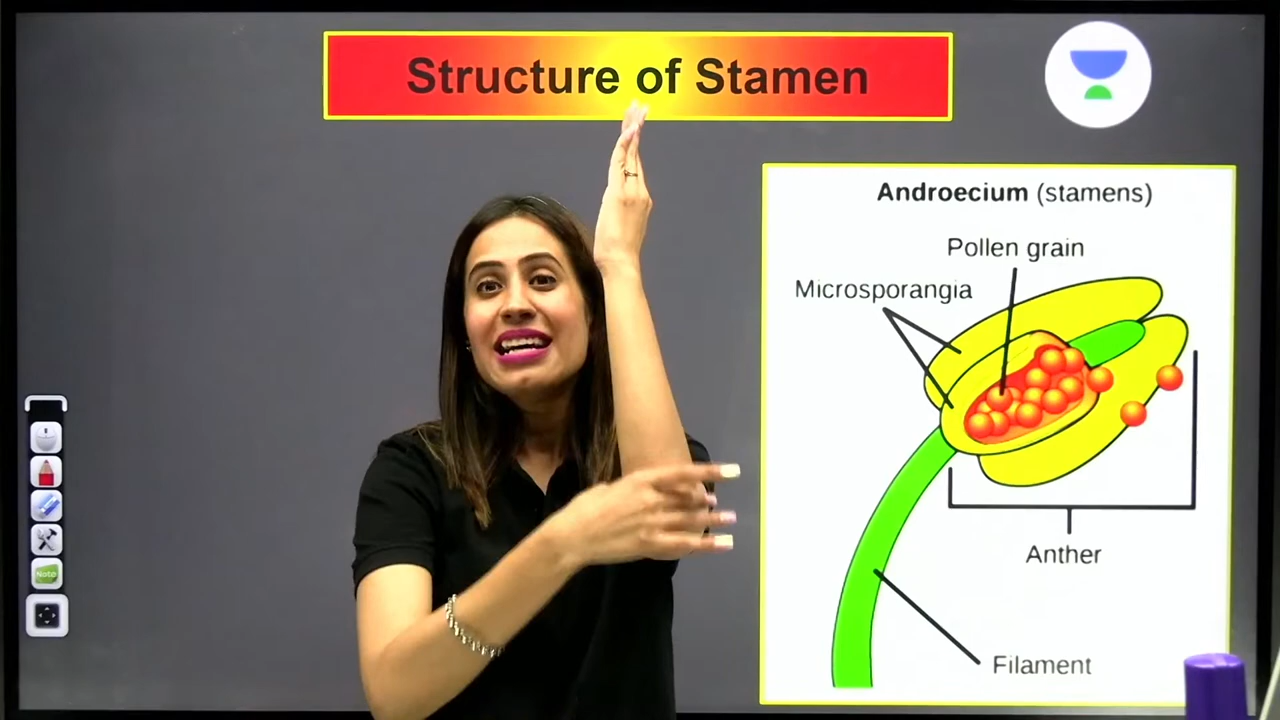 Structure of Stamen
Androecium (stamens)
Pollen grain
Microsporangia
Anther
Filament
Note